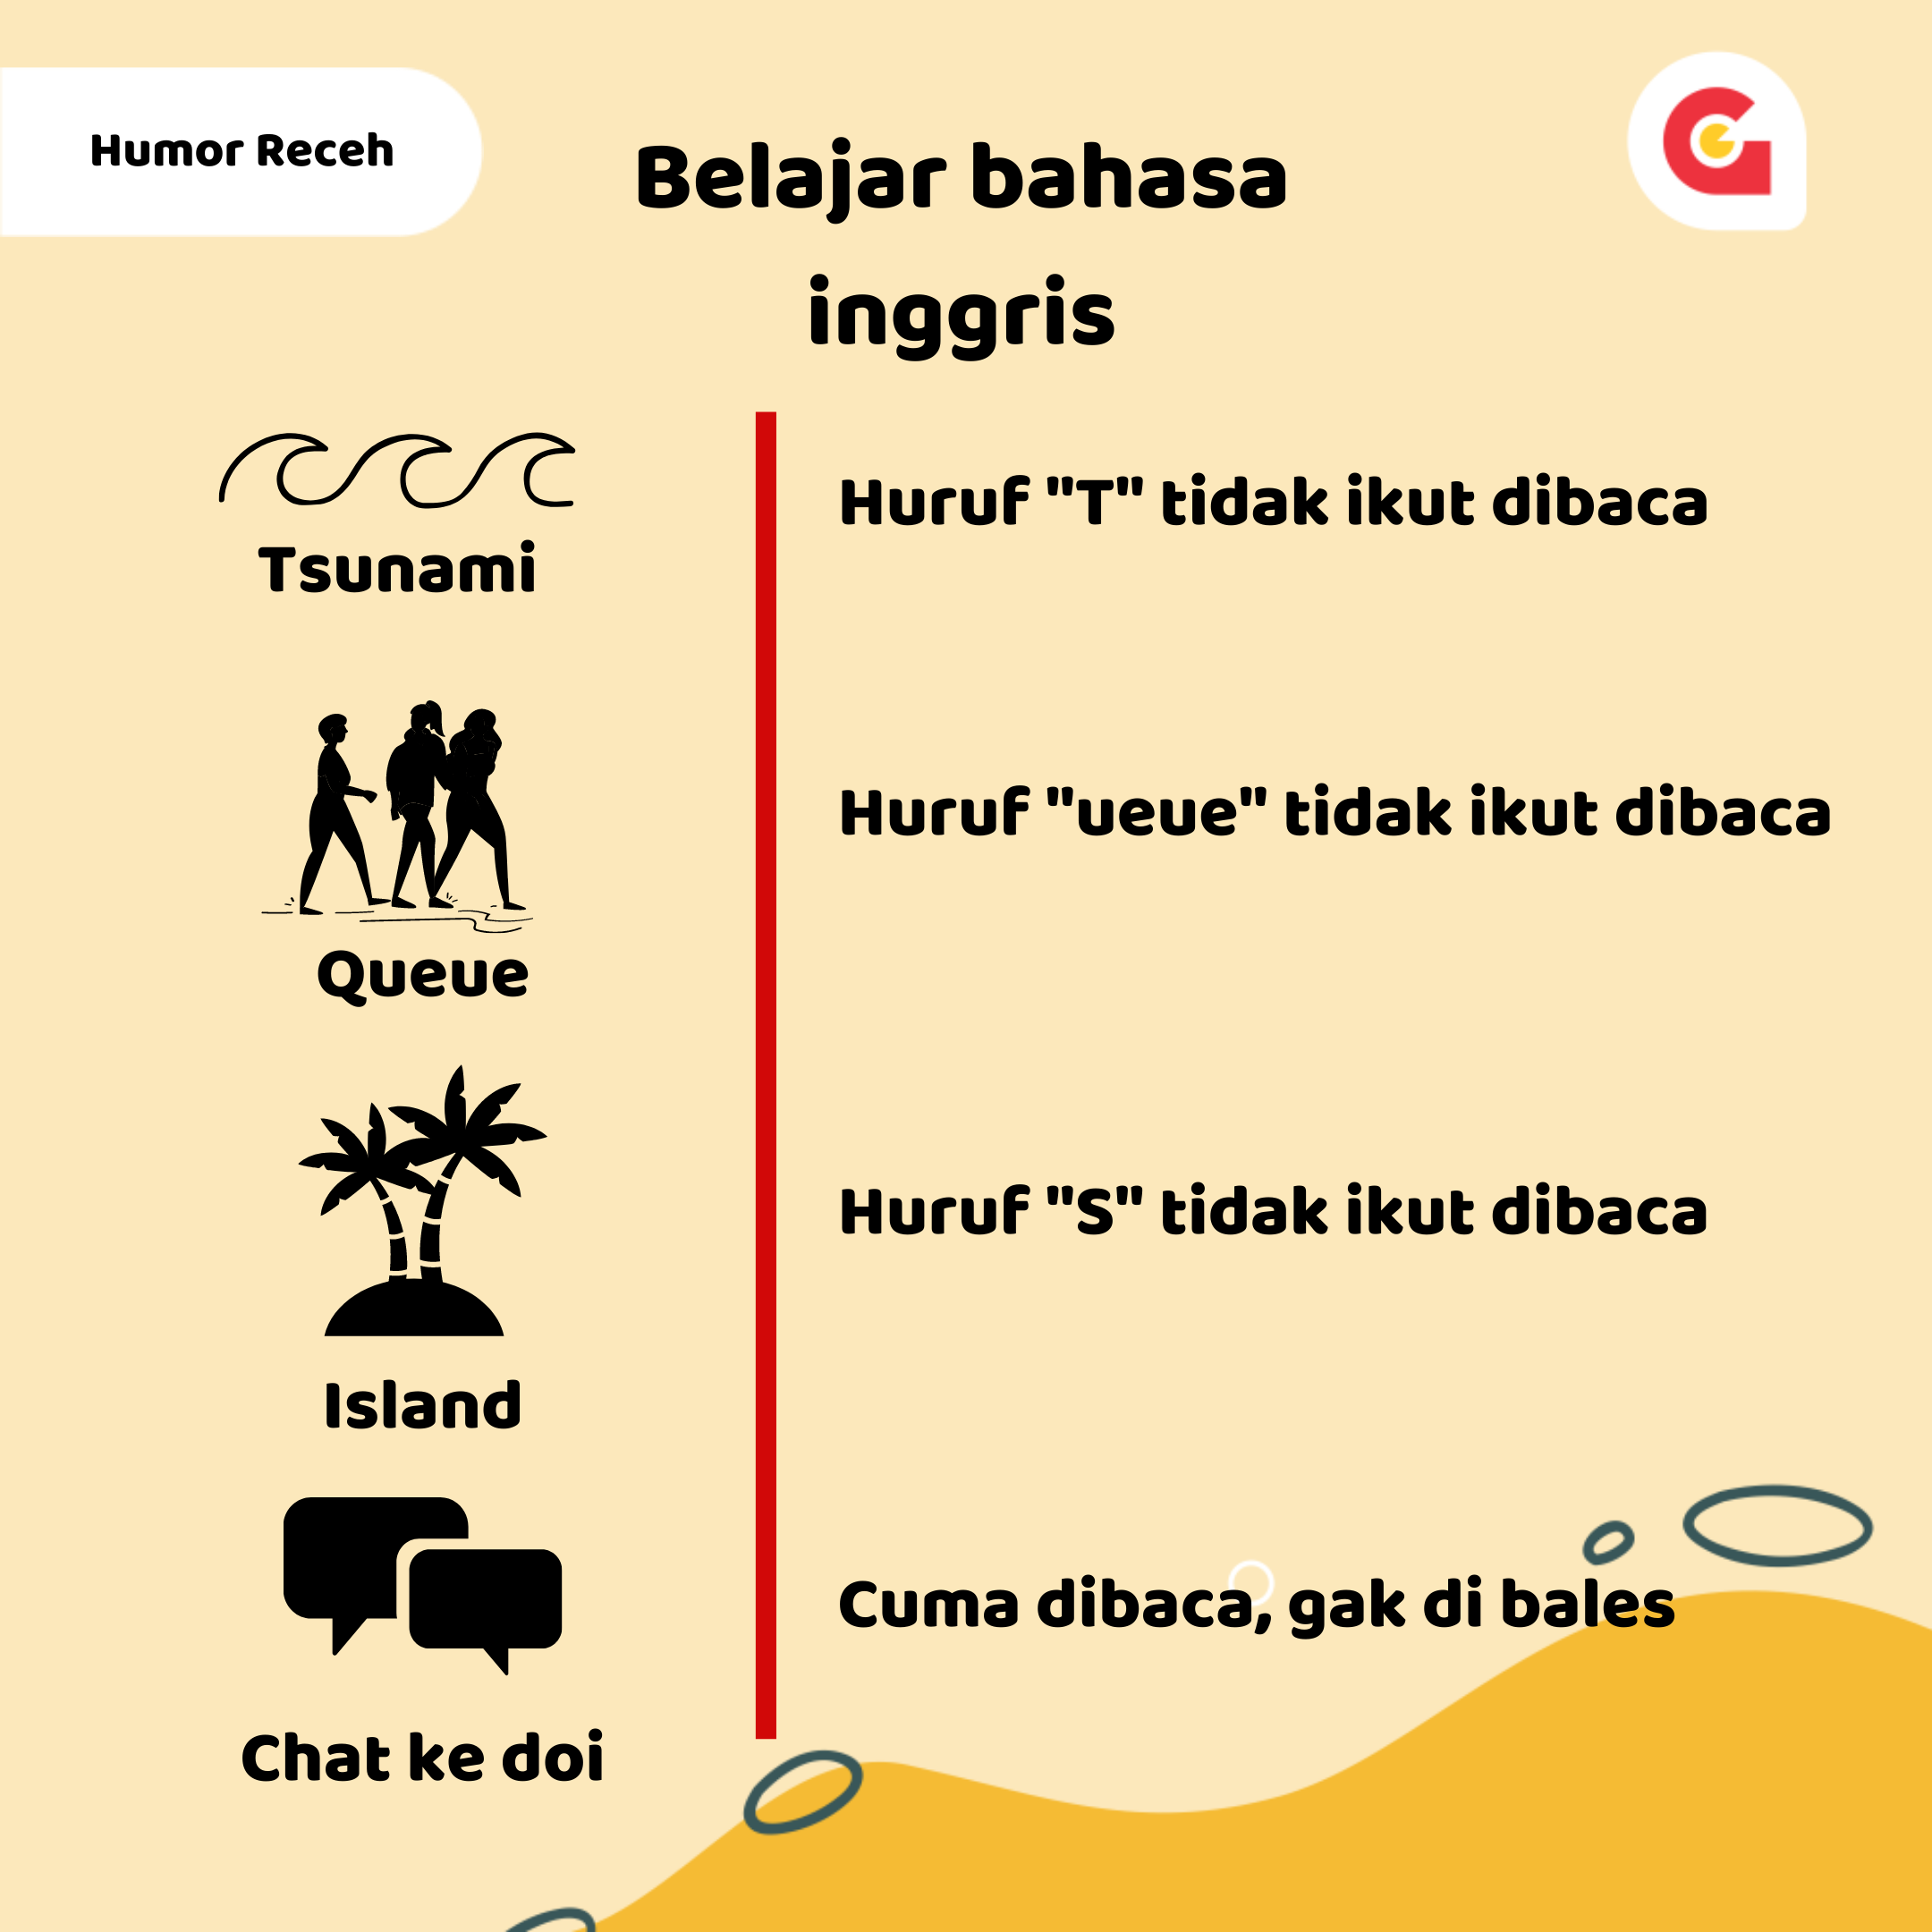 Humor Receh
Belajar bahasa
inggris
Tsunami
Huruf "T" tidak ikut dibaca
Queue
Huruf "ueue" tidak ikut dibaca
Island
Huruf "S" tidak ikut dibaca
Chat ke doi
Cuma dibaca, gak di bales